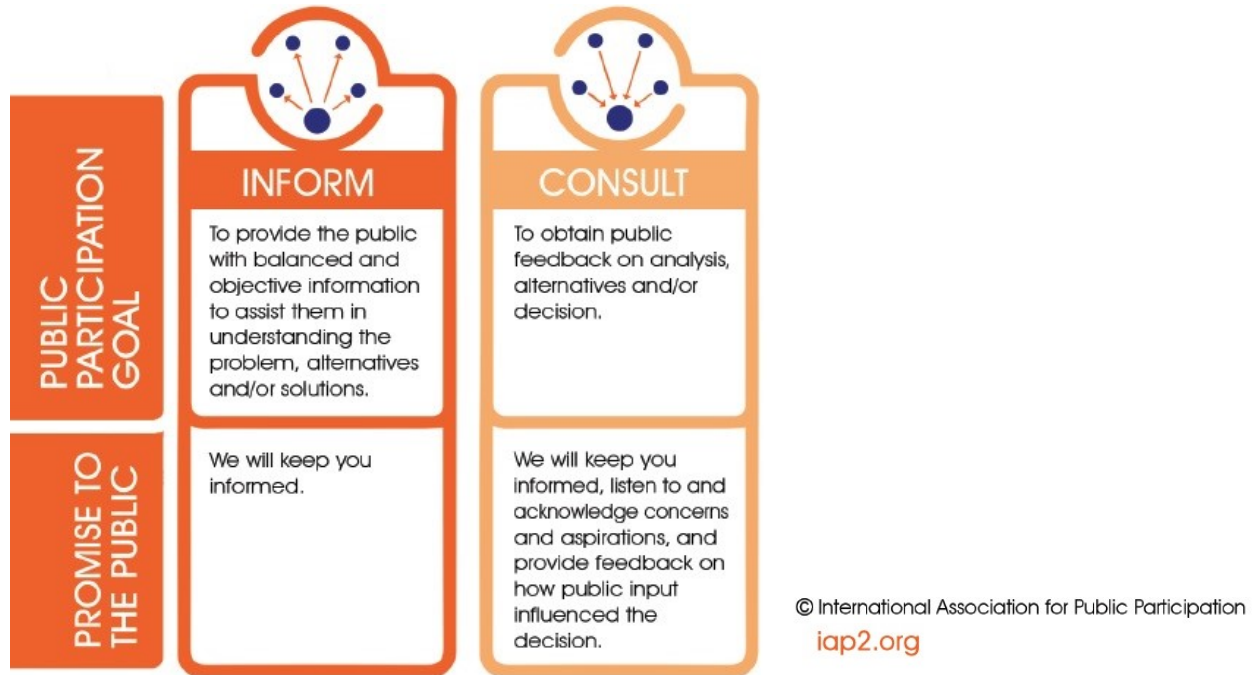 PUBLIC
PARTICIPATION
GOAL
INFORM
To provide the public
with balanced and
objective information
to assist them in
understanding the
problem, alternatives
and/or solutions.
CONSULT
To obtain public
feedback on analysis,
alternatives and/or
decision.
PROMISE TO
THE PUBLIC
We will keep you
informed.
We will keep you
informed, listen to and
acknowledge concerns
and aspirations, and
provide feedback on
how public input
influenced the
decision.
© International Association for Public Participation
iap2.org